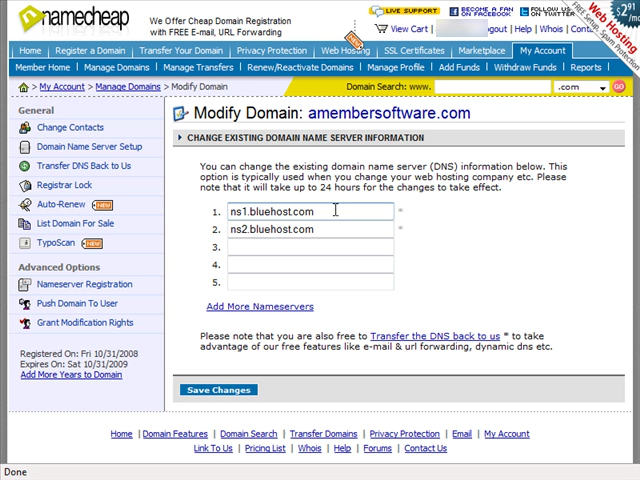 namecheap
We Offer Cheap Domain Registration
with FREE E-mail, URL Forwarding
LIVE SUPPORT
BECOME A FAN ON FACEBOOK
FOLLOW US ON TWITTER
$2.91/mo
Web Hosting
FREE Setup, Spam Protection
View Cart | Logout | Help | Whois |
Home | Register a Domain | Transfer Your Domain | Privacy Protection | Web Hosting | SSL Certificates | Marketplace | My Account
Member Home | Manage Domains | Manage Transfers | Renew/Reactivate Domains | Manage Profile | Add Funds | Withdraw Funds | Reports |
> My Account > Manage Domains > Modify Domain
Domain Search: www. .com GO
General
Change Contacts
Domain Name Server Setup
Transfer DNS Back to Us
Registrar Lock
Auto-Renew NEW
List Domain For Sale
TypoScan NEW
Advanced Options
Nameserver Registration
Push Domain To User
Grant Modification Rights
Registered On: Fri 10/31/2008
Expires On: Sat 10/31/2009
Add More Years to Domain
Modify Domain: amembersoftware.com
CHANGE EXISTING DOMAIN NAME SERVER INFORMATION
You can change the existing domain name server (DNS) information below. This
option is typically used when you change your web hosting company etc. Please
note that it will take up to 24 hours for the changes to take effect.
1. ns1.bluehost.com *
2. ns2.bluehost.com *
3.
4.
5.
Add More Nameservers
Please note that you are also free to Transfer the DNS back to us * to take
advantage of our free features like e-mail & url forwarding, dynamic dns etc.
Save Changes
Home | Domain Features | Domain Search | Transfer Domains | Privacy Protection | Email | My Account
Link To Us | Pricing List | Whois | Help | Forums | Contact Us
Done